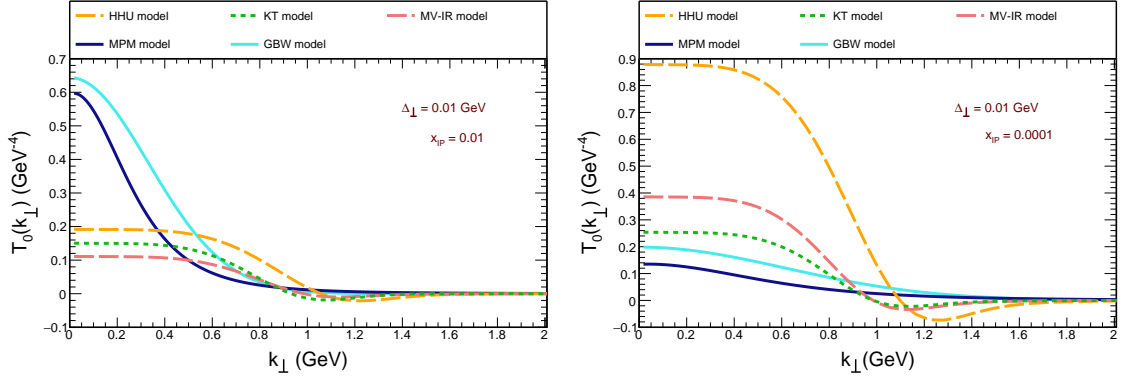 HHU model KT model MV-IR model
MPM model GBW model
0.7
0.6
0.5
0.4
0.3
0.2
0.1
0
−0.1
T₀(k⊥) (GeV⁻⁴)
Δ⊥ = 0.01 GeV
x_IP = 0.01
0 0.2 0.4 0.6 0.8 1 1.2 1.4 1.6 1.8 2
k⊥ (GeV)
HHU model KT model MV-IR model
MPM model GBW model
0.9
0.8
0.7
0.6
0.5
0.4
0.3
0.2
0.1
0
−0.1
T₀(k⊥) (GeV⁻⁴)
Δ⊥ = 0.01 GeV
x_IP = 0.0001
0 0.2 0.4 0.6 0.8 1 1.2 1.4 1.6 1.8 2
k⊥ (GeV)